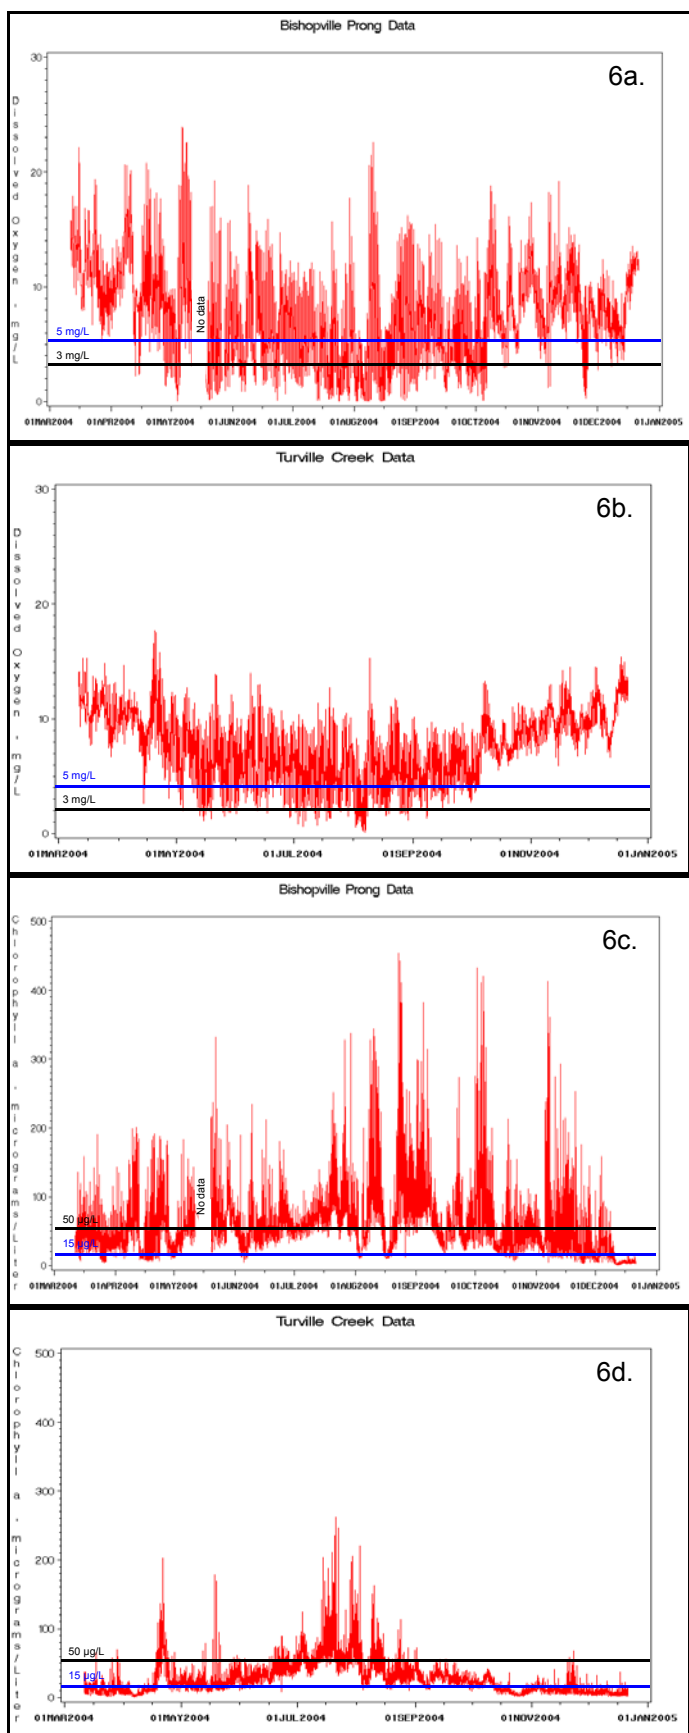 Bishopville Prong Data
6a.
Dissolved Oxygen, mg/L
30
20
10
0
No data
5 mg/L
3 mg/L
01MAR2004 01APR2004 01MAY2004 01JUN2004 01JUL2004 01AUG2004 01SEP2004 01OCT2004 01NOV2004 01DEC2004 01JAN2005
Turville Creek Data
6b.
Dissolved Oxygen, mg/L
30
20
10
0
5 mg/L
3 mg/L
01MAR2004 01MAY2004 01JUL2004 01SEP2004 01NOV2004 01JAN2005
Bishopville Prong Data
6c.
Chlorophyll a, micrograms/Liter
500
400
300
200
100
0
No data
50 µg/L
15 µg/L
01MAR2004 01APR2004 01MAY2004 01JUN2004 01JUL2004 01AUG2004 01SEP2004 01OCT2004 01NOV2004 01DEC2004 01JAN2005
Turville Creek Data
6d.
Chlorophyll a, micrograms/Liter
500
400
300
200
100
0
50 µg/L
15 µg/L
01MAR2004 01MAY2004 01JUL2004 01SEP2004 01NOV2004 01JAN2005